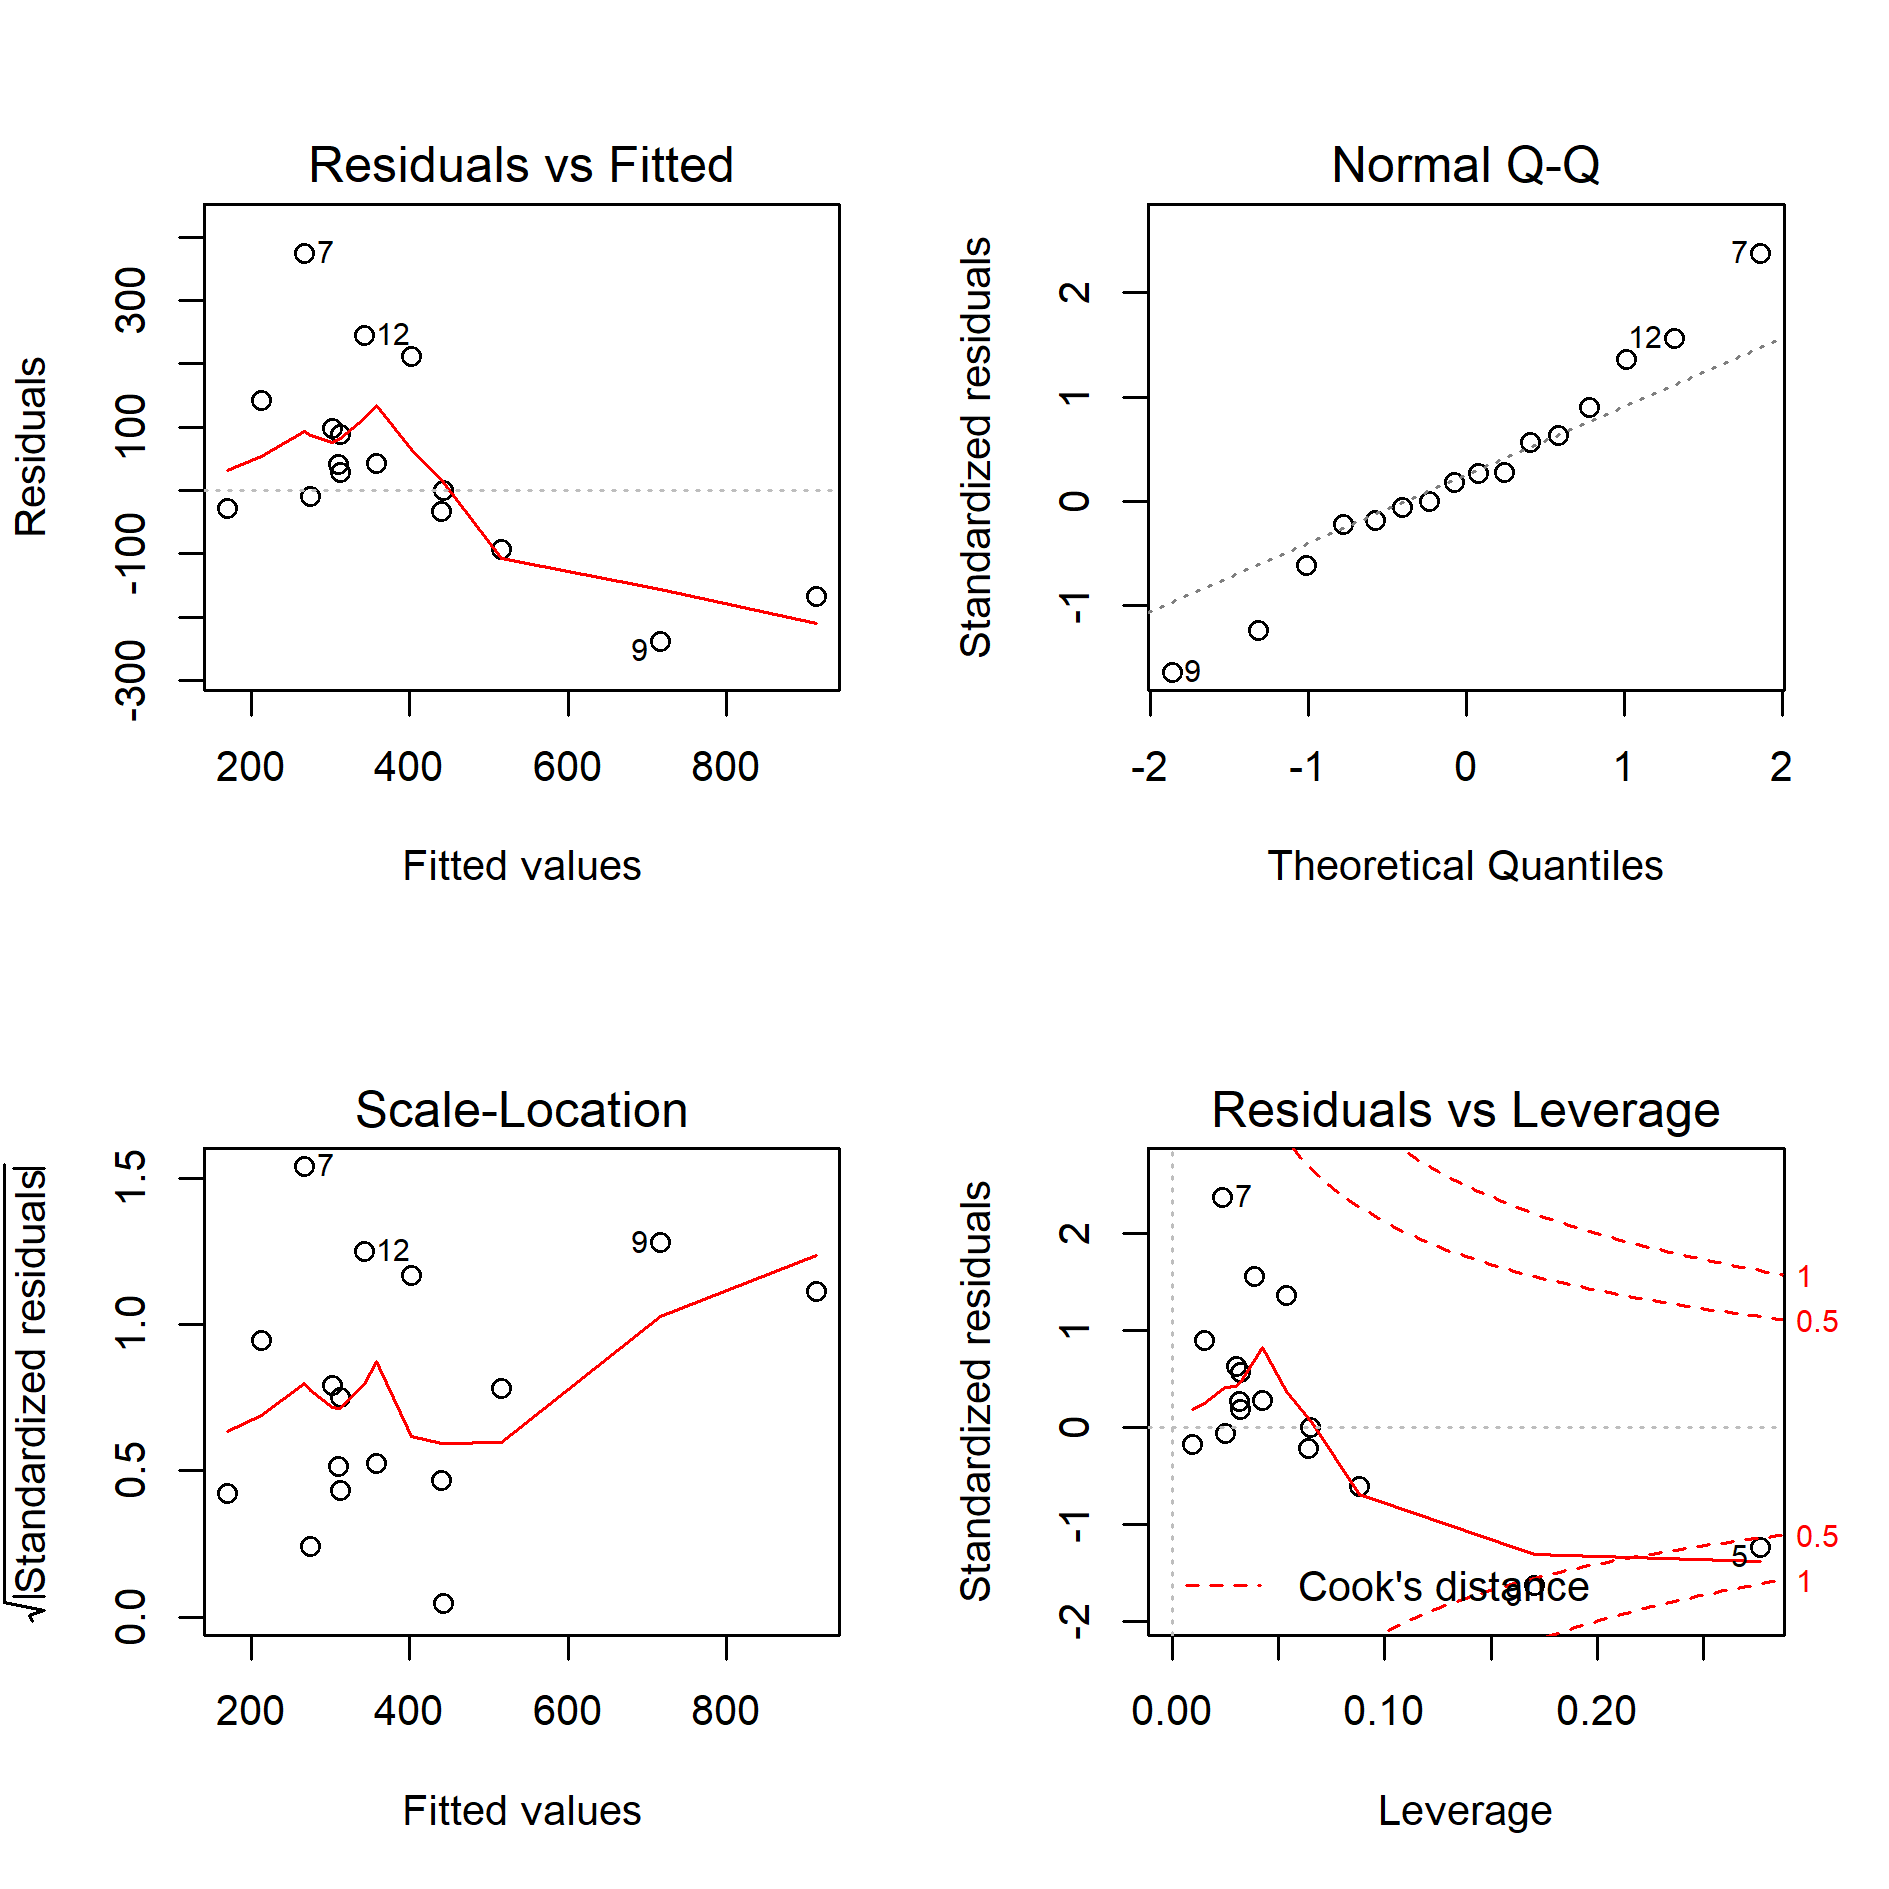 Residuals vs Fitted
Residuals
-300 -100 100 300
7
12
9
200 400 600 800
Fitted values
Normal Q-Q
Standardized residuals
-1 0 1 2
7
12
9
-2 -1 0 1 2
Theoretical Quantiles
Scale-Location
√|Standardized residuals|
0.0 0.5 1.0 1.5
7
12
9
200 400 600 800
Fitted values
Residuals vs Leverage
Standardized residuals
-2 -1 0 1 2
7
1
0.5
0.5
5
1
9
Cook's distance
0.00 0.10 0.20
Leverage